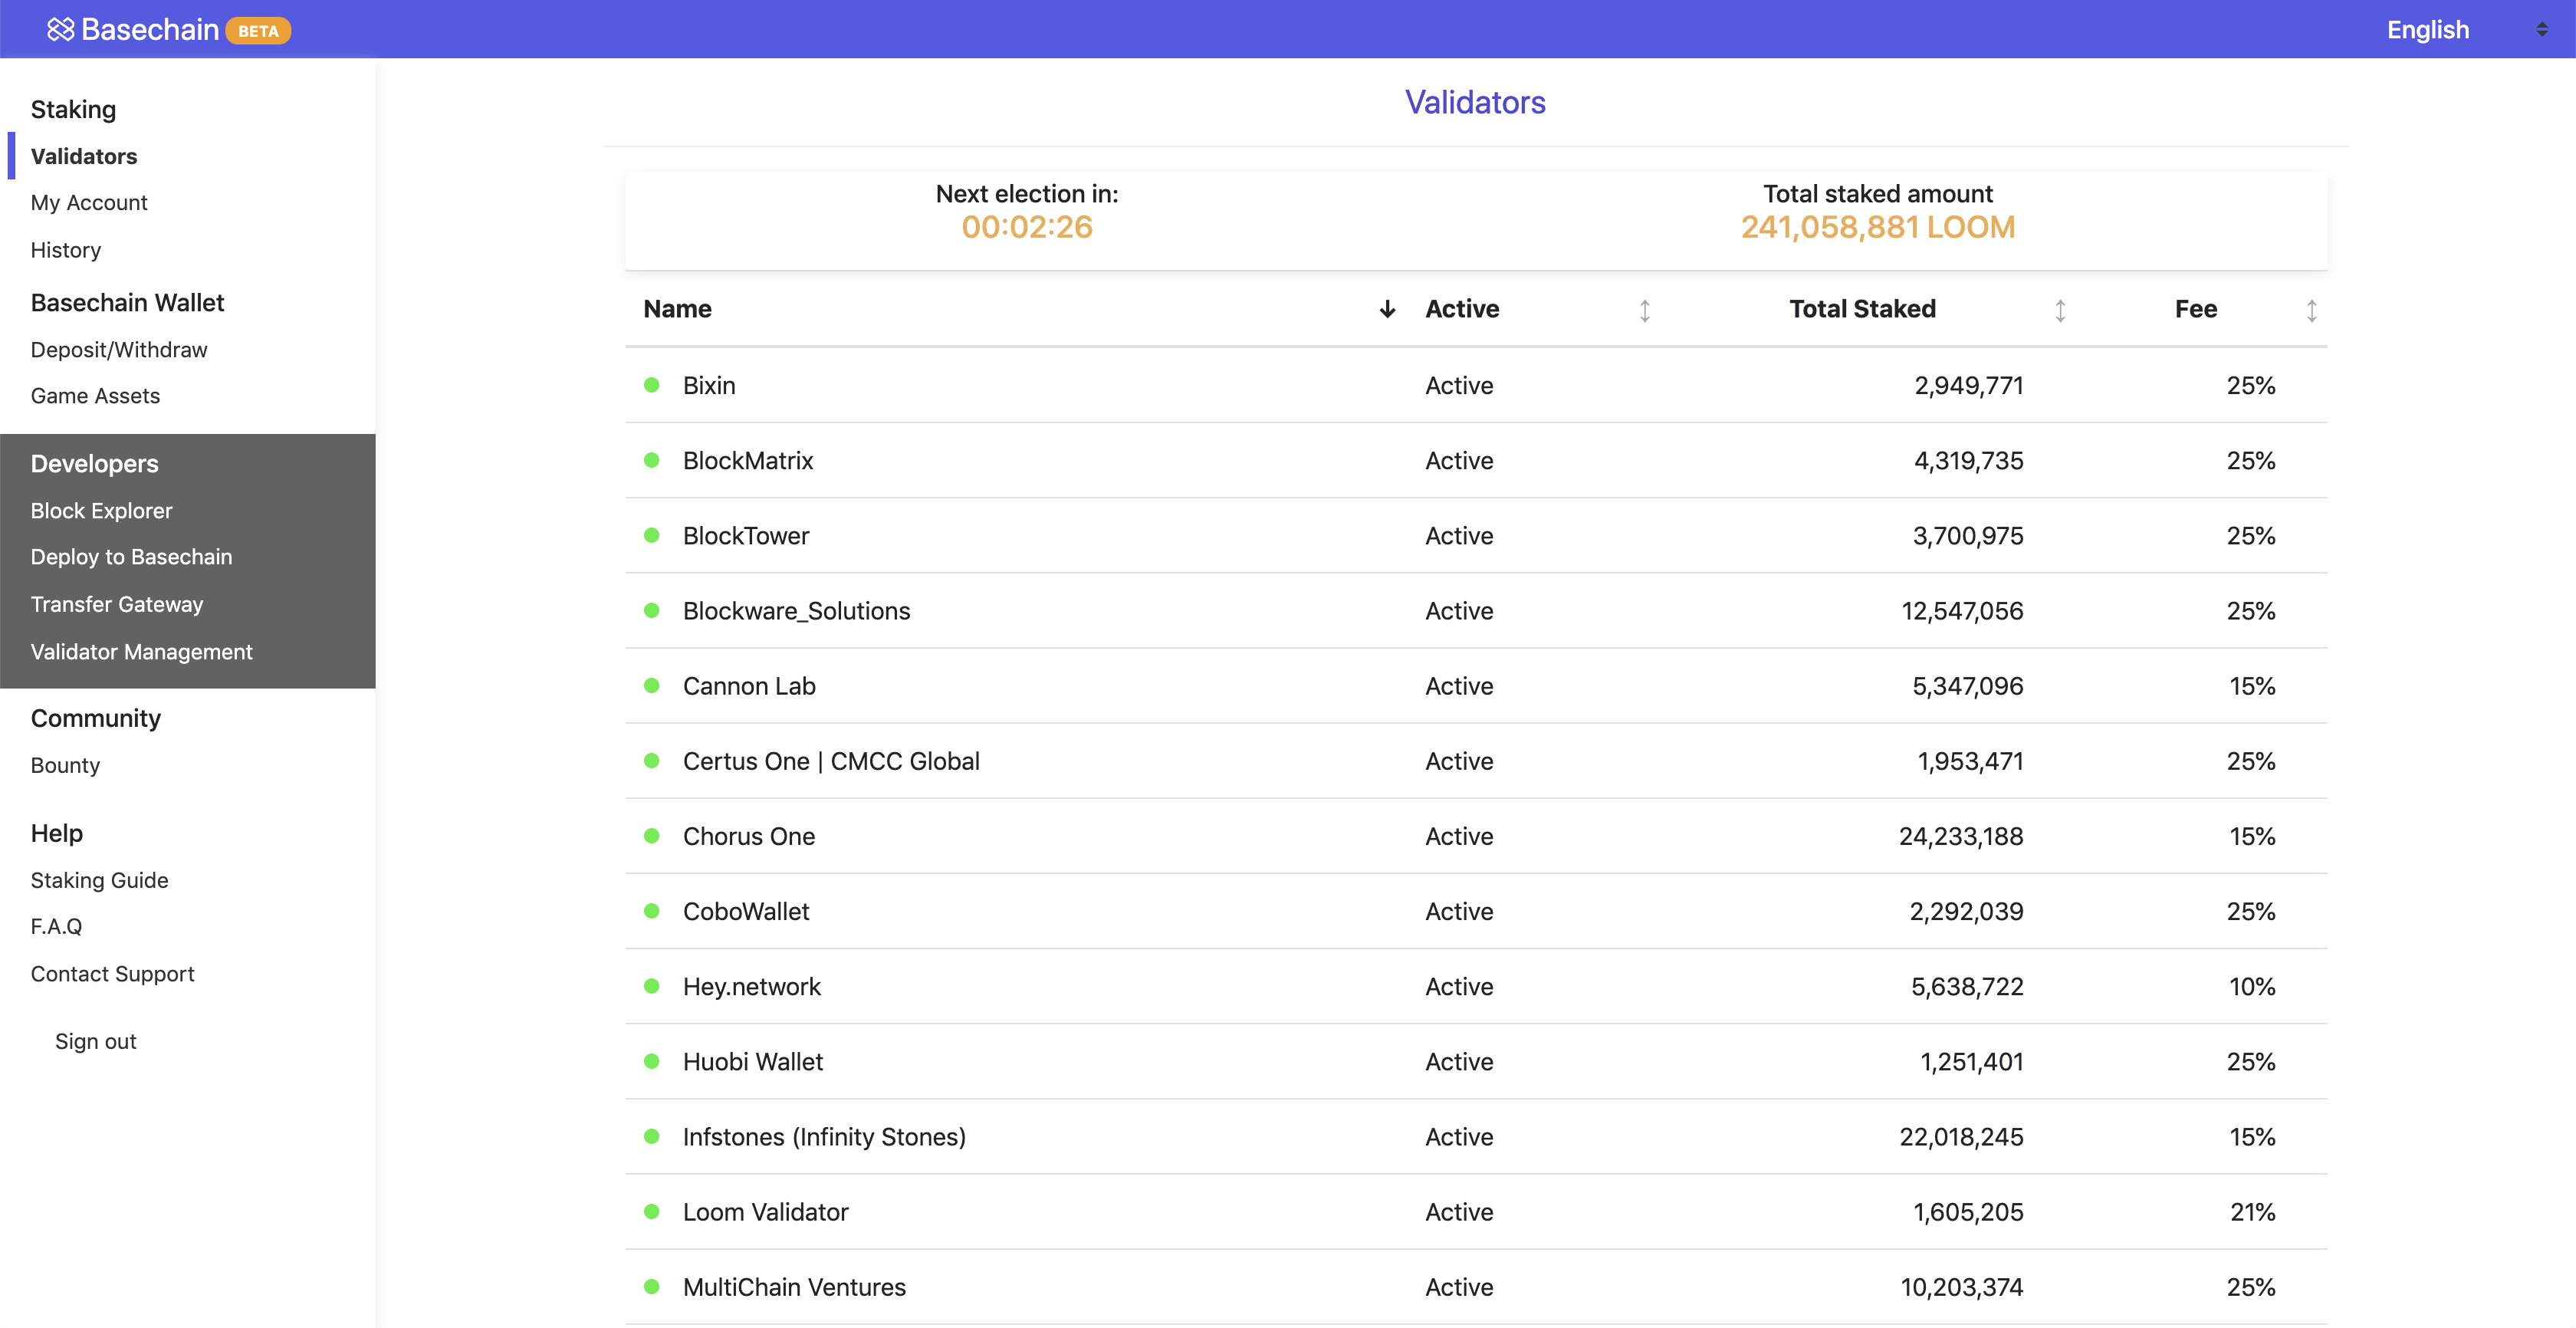 Basechain BETA
English
Staking
Validators
My Account
History
Basechain Wallet
Deposit/Withdraw
Game Assets
Developers
Block Explorer
Deploy to Basechain
Transfer Gateway
Validator Management
Community
Bounty
Help
Staking Guide
F.A.Q
Contact Support
Sign out
Validators
Next election in:
00:02:26
Total staked amount
241,058,881 LOOM
Name Active Total Staked Fee
Bixin Active 2,949,771 25%
BlockMatrix Active 4,319,735 25%
BlockTower Active 3,700,975 25%
Blockware_Solutions Active 12,547,056 25%
Cannon Lab Active 5,347,096 15%
Certus One | CMCC Global Active 1,953,471 25%
Chorus One Active 24,233,188 15%
CoboWallet Active 2,292,039 25%
Hey.network Active 5,638,722 10%
Huobi Wallet Active 1,251,401 25%
Infstones (Infinity Stones) Active 22,018,245 15%
Loom Validator Active 1,605,205 21%
MultiChain Ventures Active 10,203,374 25%